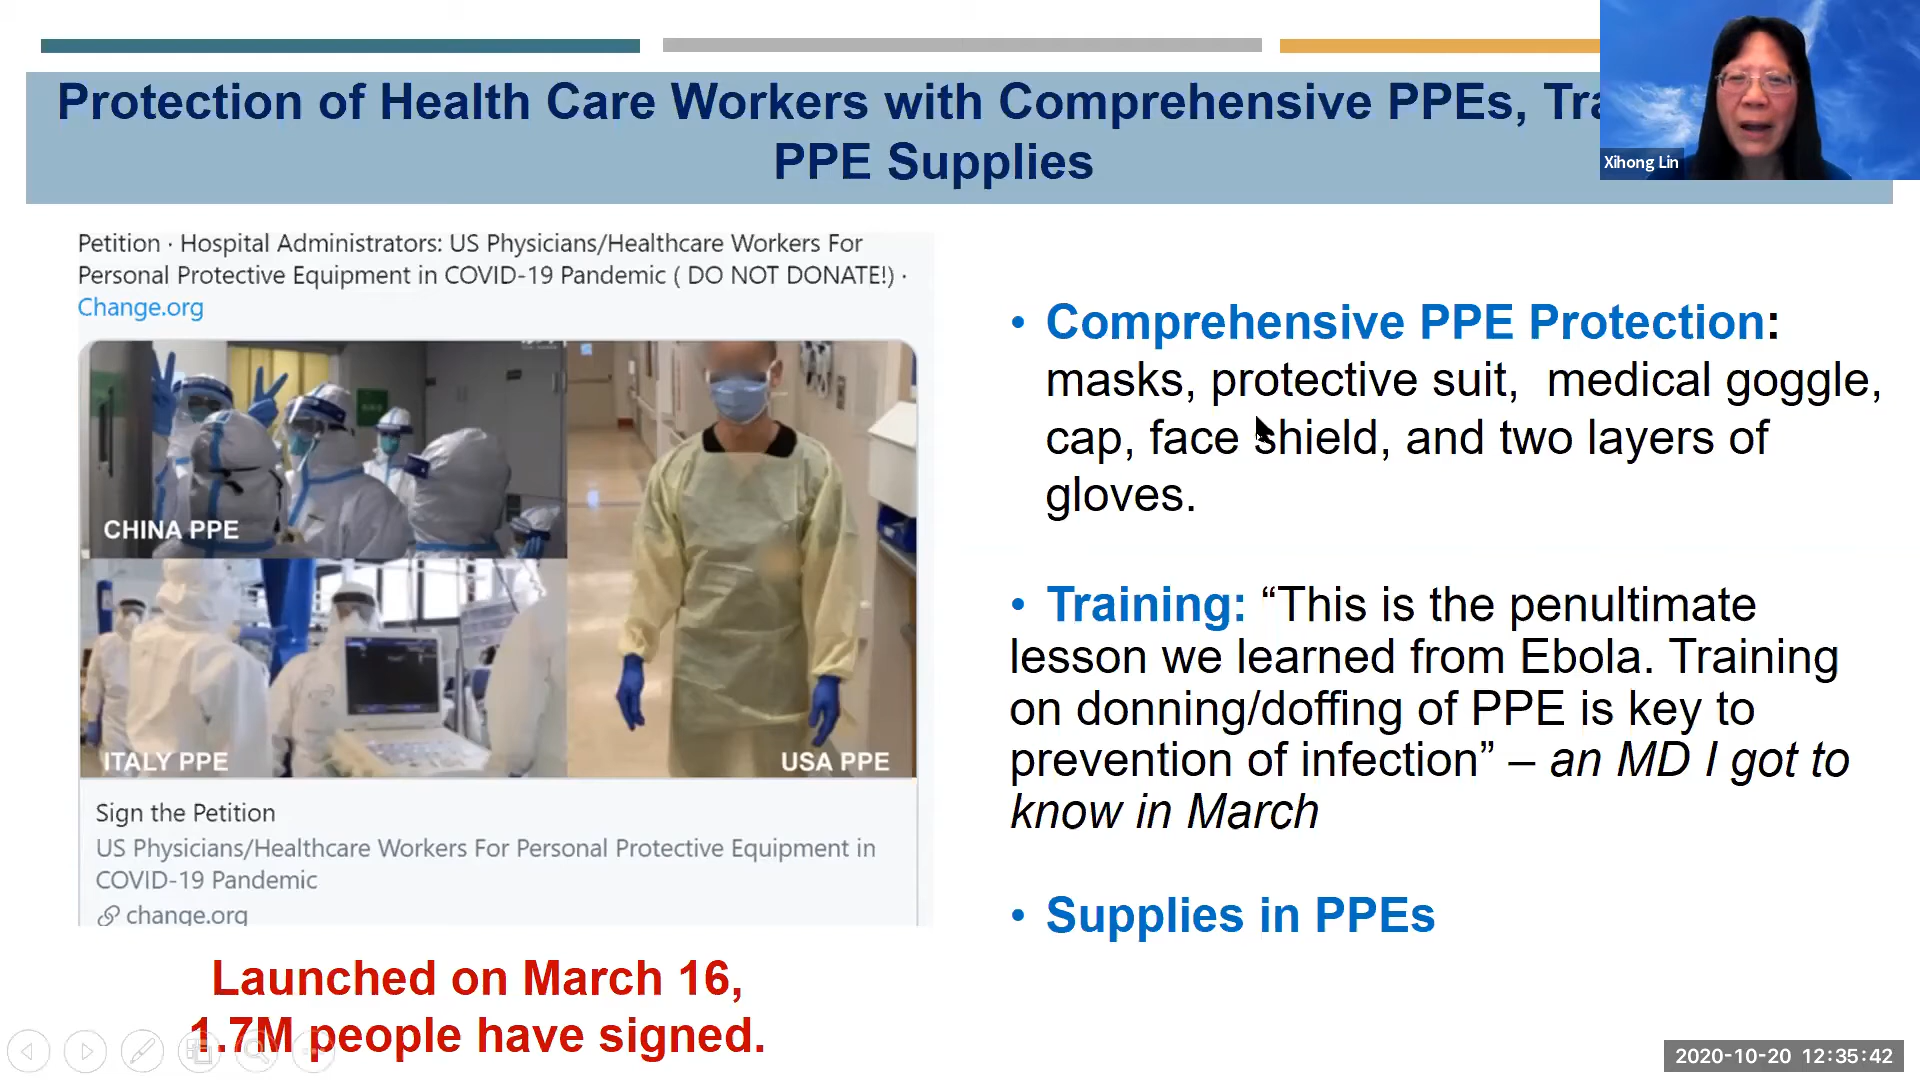 Protection of Health Care Workers with Comprehensive PPEs,
PPE Supplies
Xihong Lin
Petition · Hospital Administrators: US Physicians/Healthcare Workers For
Personal Protective Equipment in COVID-19 Pandemic ( DO NOT DONATE!) ·
Change.org
CHINA PPE
ITALY PPE
USA PPE
Sign the Petition
US Physicians/Healthcare Workers For Personal Protective Equipment in
COVID-19 Pandemic
change.org
Launched on March 16,
1.7M people have signed.
• Comprehensive PPE Protection:
masks, protective suit, medical goggle,
cap, face shield, and two layers of
gloves.
• Training: “This is the penultimate
lesson we learned from Ebola. Training
on donning/doffing of PPE is key to
prevention of infection” – an MD I got to
know in March
• Supplies in PPEs
2020-10-20 12:35:42